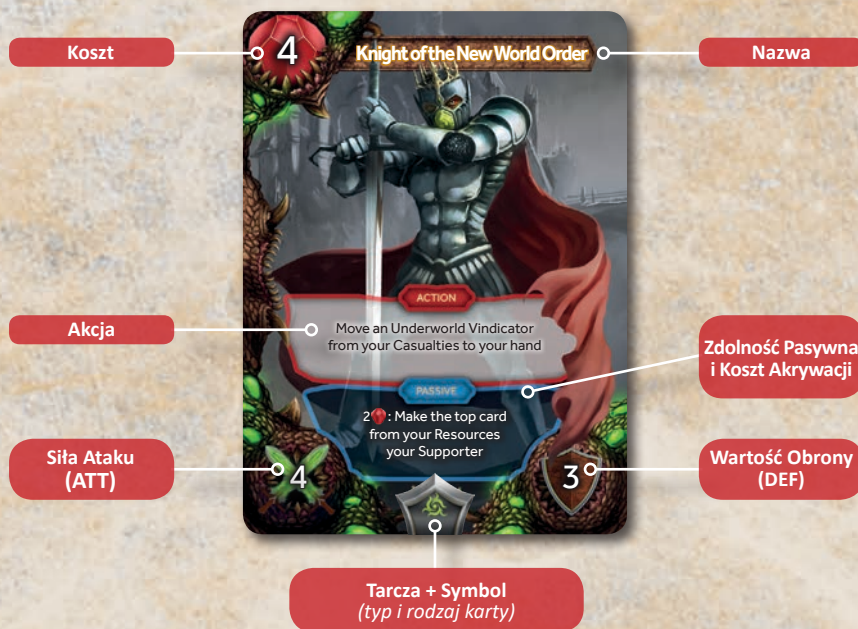 Koszt
4
Knight of the New World Order
Nazwa
ACTION
Akcja
Move an Underworld Vindicator
from your Casualties to your hand
Zdolność Pasywna
i Koszt Akrywacji
PASSIVE
2 : Make the top card
from your Resources
your Supporter
Siła Ataku
(ATT)
4
3
Wartość Obrony
(DEF)
Tarcza + Symbol
(typ i rodzaj karty)